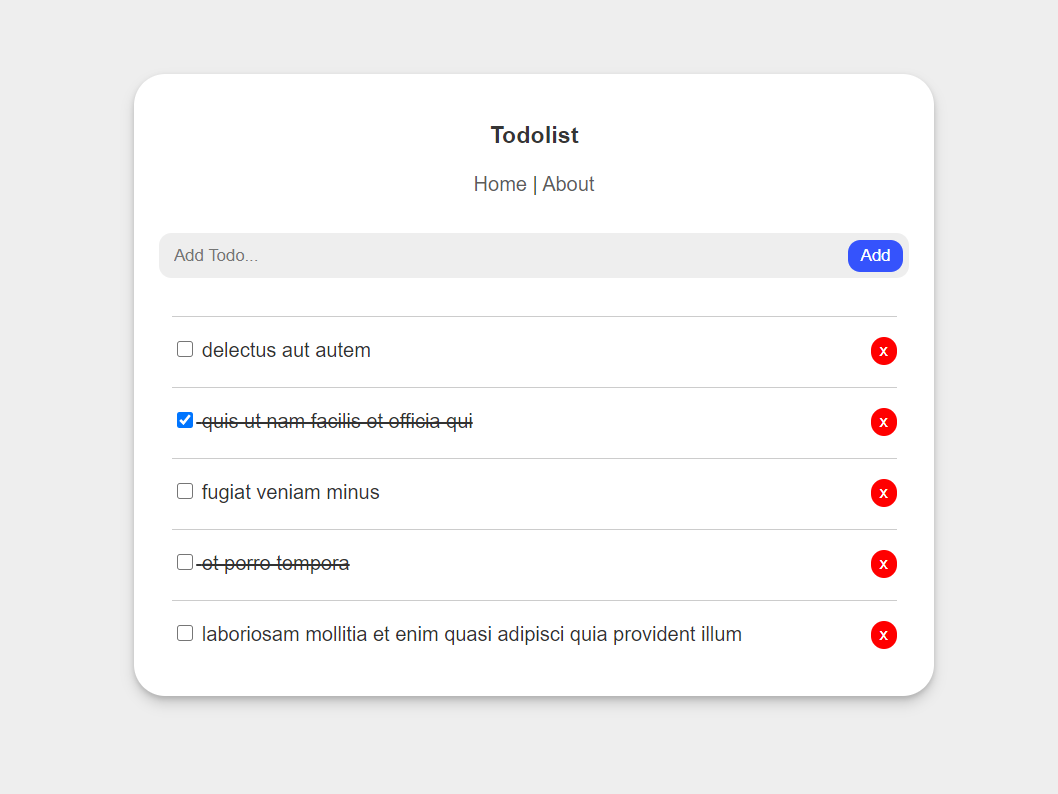 Todolist
Home | About
Add Todo...
Add
delectus aut autem
x
quis ut nam facilis et officia qui
x
fugiat veniam minus
x
et porro tempora
x
laboriosam mollitia et enim quasi adipisci quia provident illum
x